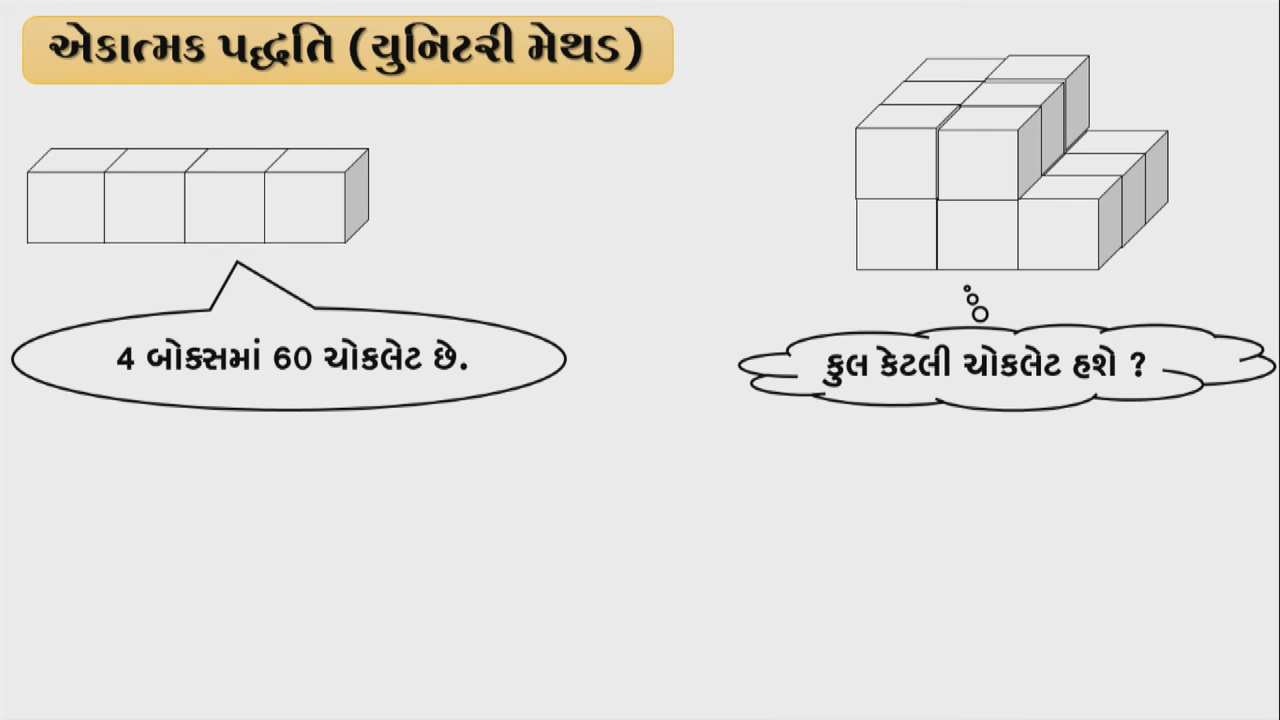 એકાત્મક પદ્ધતિ (યુનિટરી મેથડ)
4 બોક્સમાં 60 ચોકલેટ છે.
કુલ કેટલી ચોકલેટ હશે ?